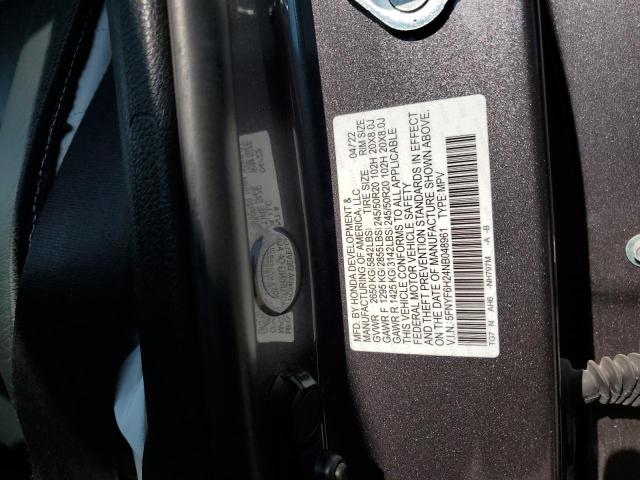 MFD. BY HONDA DEVELOPMENT &
MANUFACTURING OF AMERICA, LLC 04/22
GVWR 2650 KG(5842LBS) TIRE SIZE RIM SIZE
GAWR F 1295 KG(2855LBS) 245/50R20 102H 20X8.0J
GAWR R 1425 KG(3142LBS) 245/50R20 102H 20X8.0J
THIS VEHICLE CONFORMS TO ALL APPLICABLE
FEDERAL MOTOR VEHICLE SAFETY
AND THEFT PREVENTION STANDARDS IN EFFECT
ON THE DATE OF MANUFACTURE SHOWN ABOVE.
V.I.N.: 5FNYF6H24NB048961 TYPE: MPV
TG7 N AH6 -NH797M -A -B